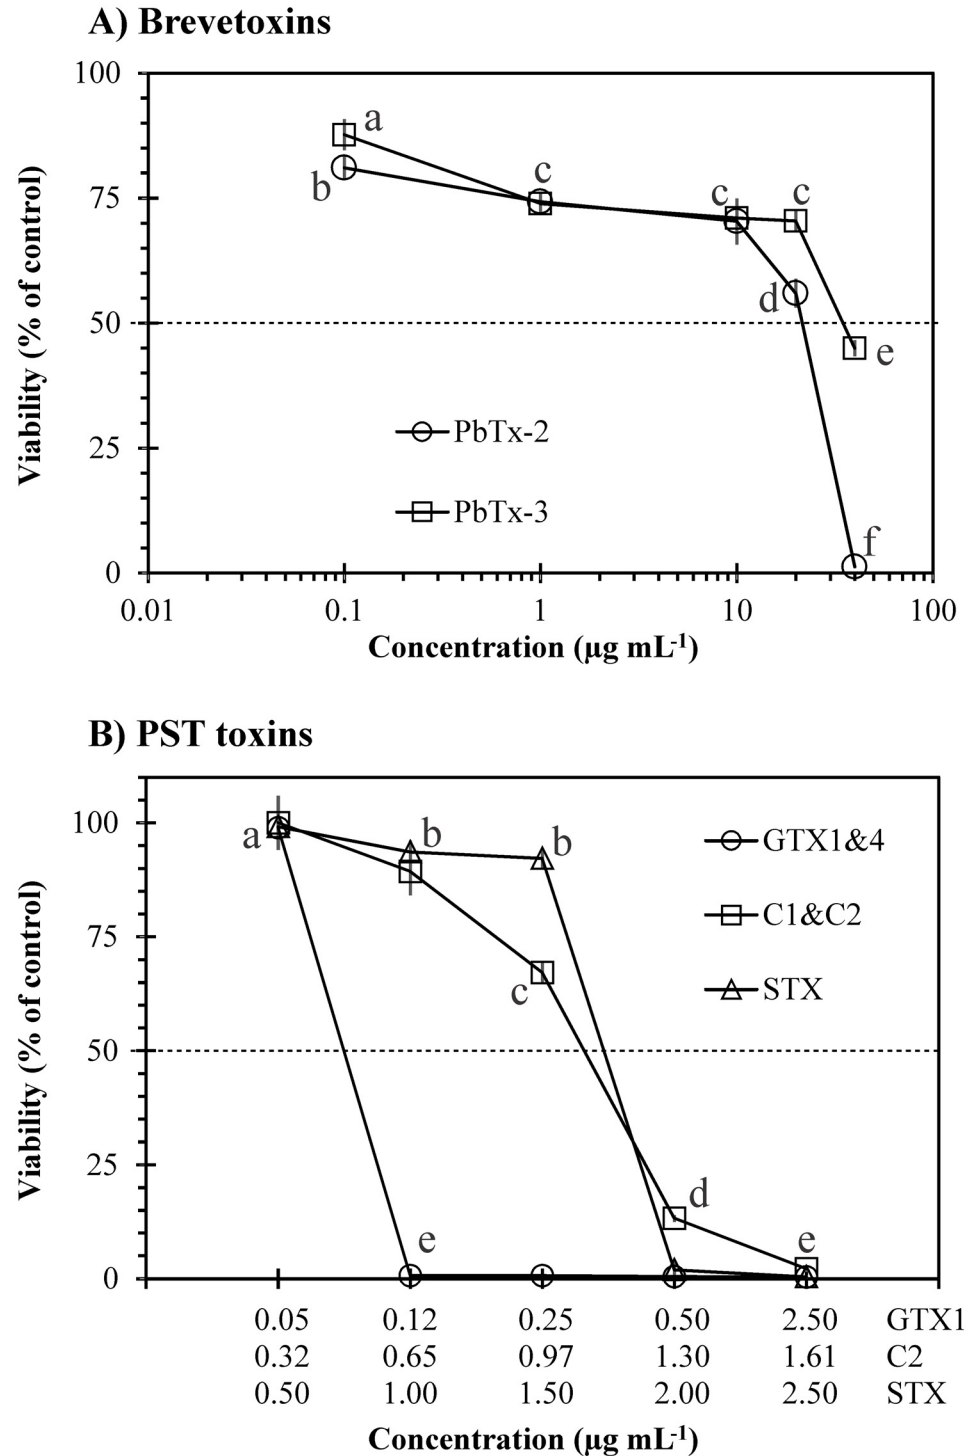 A) Brevetoxins
100
a
c
c
c
b
75
d
50
e
PbTx-2
25
PbTx-3
f
0
0.01 0.1 1 10 100
Concentration (µg mL-1)
Viability (% of control)
B) PST toxins
100
a
b
b
GTX1&4
C1&C2
75
c
STX
50
25
d
e
e
0
0.05 0.12 0.25 0.50 2.50 GTX1
0.32 0.65 0.97 1.30 1.61 C2
0.50 1.00 1.50 2.00 2.50 STX
Concentration (µg mL-1)
Viability (% of control)